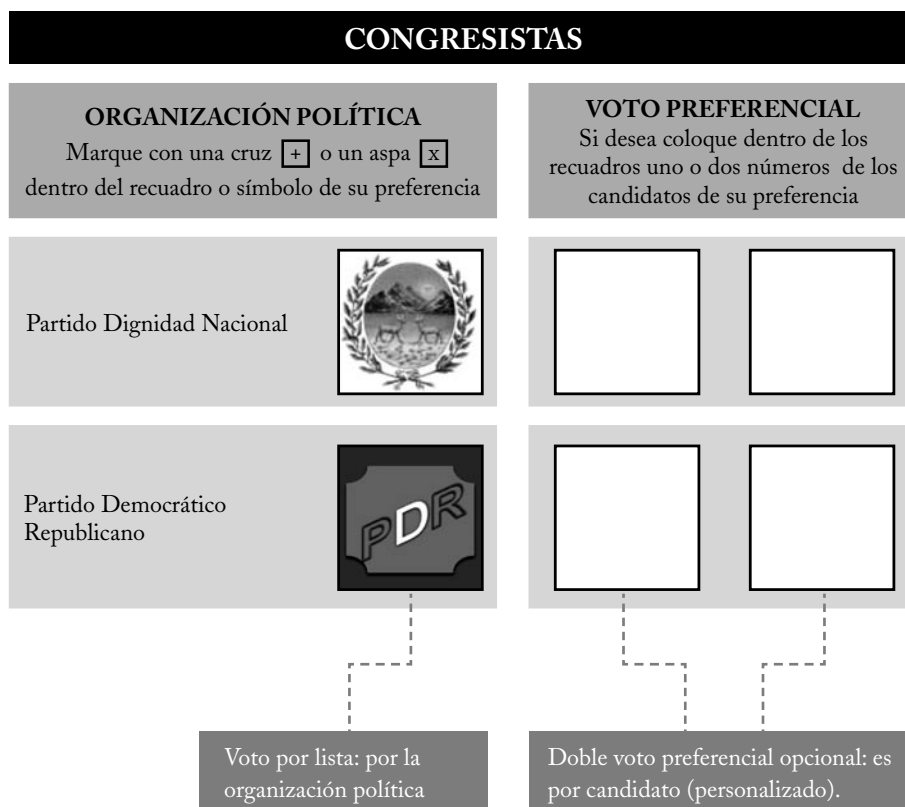 CONGRESISTAS
ORGANIZACIÓN POLÍTICA
Marque con una cruz + o un aspa x
dentro del recuadro o símbolo de su preferencia
VOTO PREFERENCIAL
Si desea coloque dentro de los
recuadros uno o dos números de los
candidatos de su preferencia
Partido Dignidad Nacional
Partido Democrático
Republicano
PDR
Voto por lista: por la
organización política
Doble voto preferencial opcional: es
por candidato (personalizado).